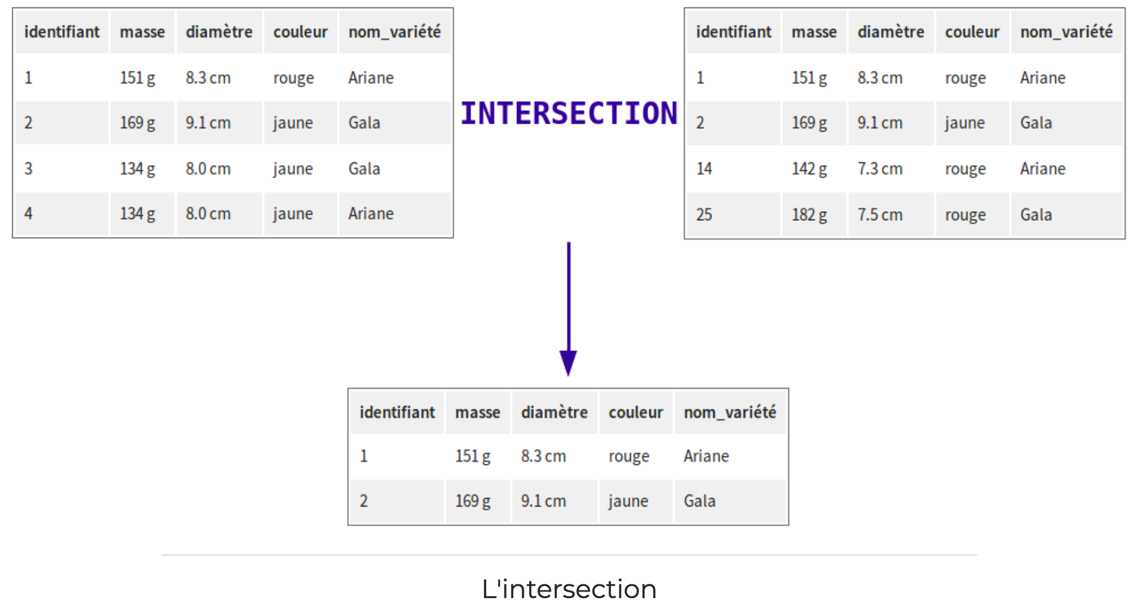 identifiant masse diamètre couleur nom_variété
1 151 g 8.3 cm rouge Ariane
2 169 g 9.1 cm jaune Gala
3 134 g 8.0 cm jaune Gala
4 134 g 8.0 cm jaune Ariane
INTERSECTION
identifiant masse diamètre couleur nom_variété
1 151 g 8.3 cm rouge Ariane
2 169 g 9.1 cm jaune Gala
14 142 g 7.3 cm rouge Ariane
25 182 g 7.5 cm rouge Gala
identifiant masse diamètre couleur nom_variété
1 151 g 8.3 cm rouge Ariane
2 169 g 9.1 cm jaune Gala
L'intersection